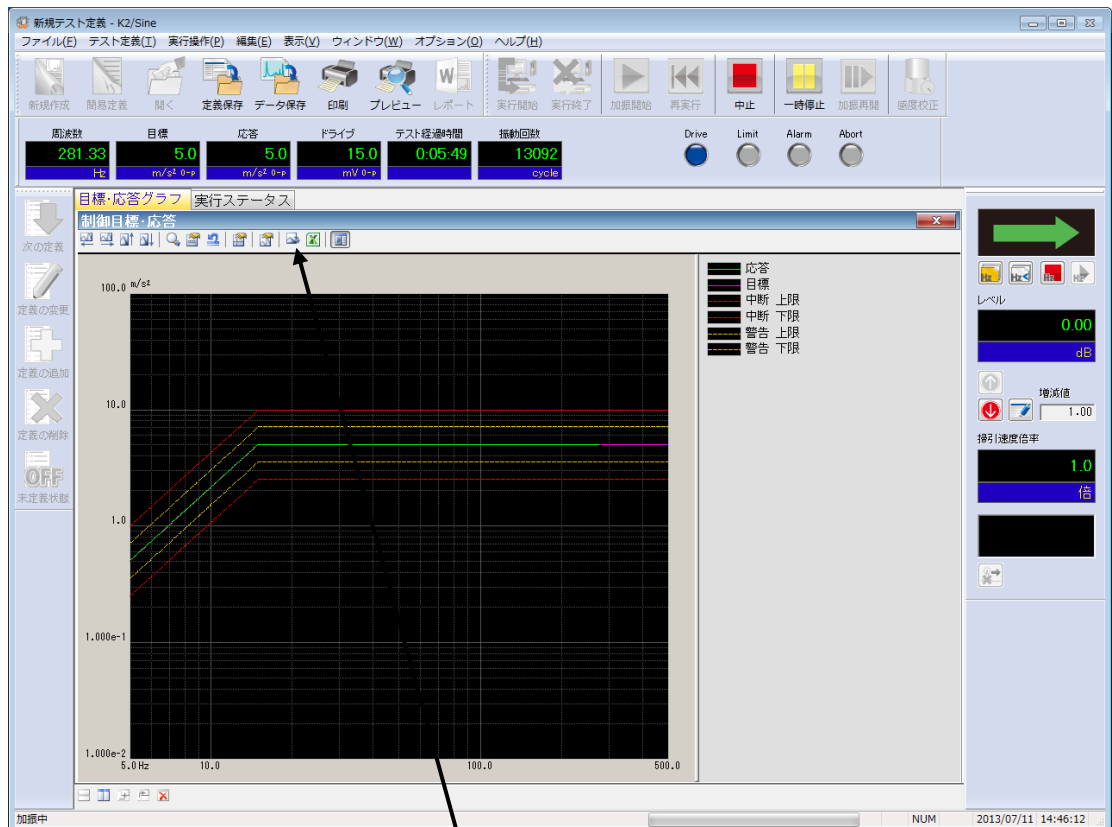 新規テスト定義 - K2/Sine
ファイル(F) テスト定義(T) 実行操作(P) 編集(E) 表示(V) ウィンドウ(W) オプション(O) ヘルプ(H)
新規作成 簡易定義 開く 定義保存 データ保存 印刷 プレビュー レポート 実行開始 実行終了 加振開始 再実行 中止 一時停止 加振再開 感度校正
周波数 目標 応答 ドライブ テスト経過時間 振動回数 Drive Limit Alarm Abort
281.33 5.0 5.0 15.0 0:05:49 13092
Hz m/s² 0-P m/s² 0-P mV 0-P cycle
目標・応答グラフ 実行ステータス
制御目標・応答
次の定義
定義の変更
定義の追加
定義の削除
OFF
未定義状態
100.0 m/s²
10.0
1.0
1.000e-1
1.000e-2
5.0 Hz 10.0 100.0 500.0
応答
目標
中断 上限
中断 下限
警告 上限
警告 下限
Hz Hz Hz Hz
レベル
0.00
dB
増減値
1.00
掃引速度倍率
1.0
倍
加振中 NUM 2013/07/11 14:46:12